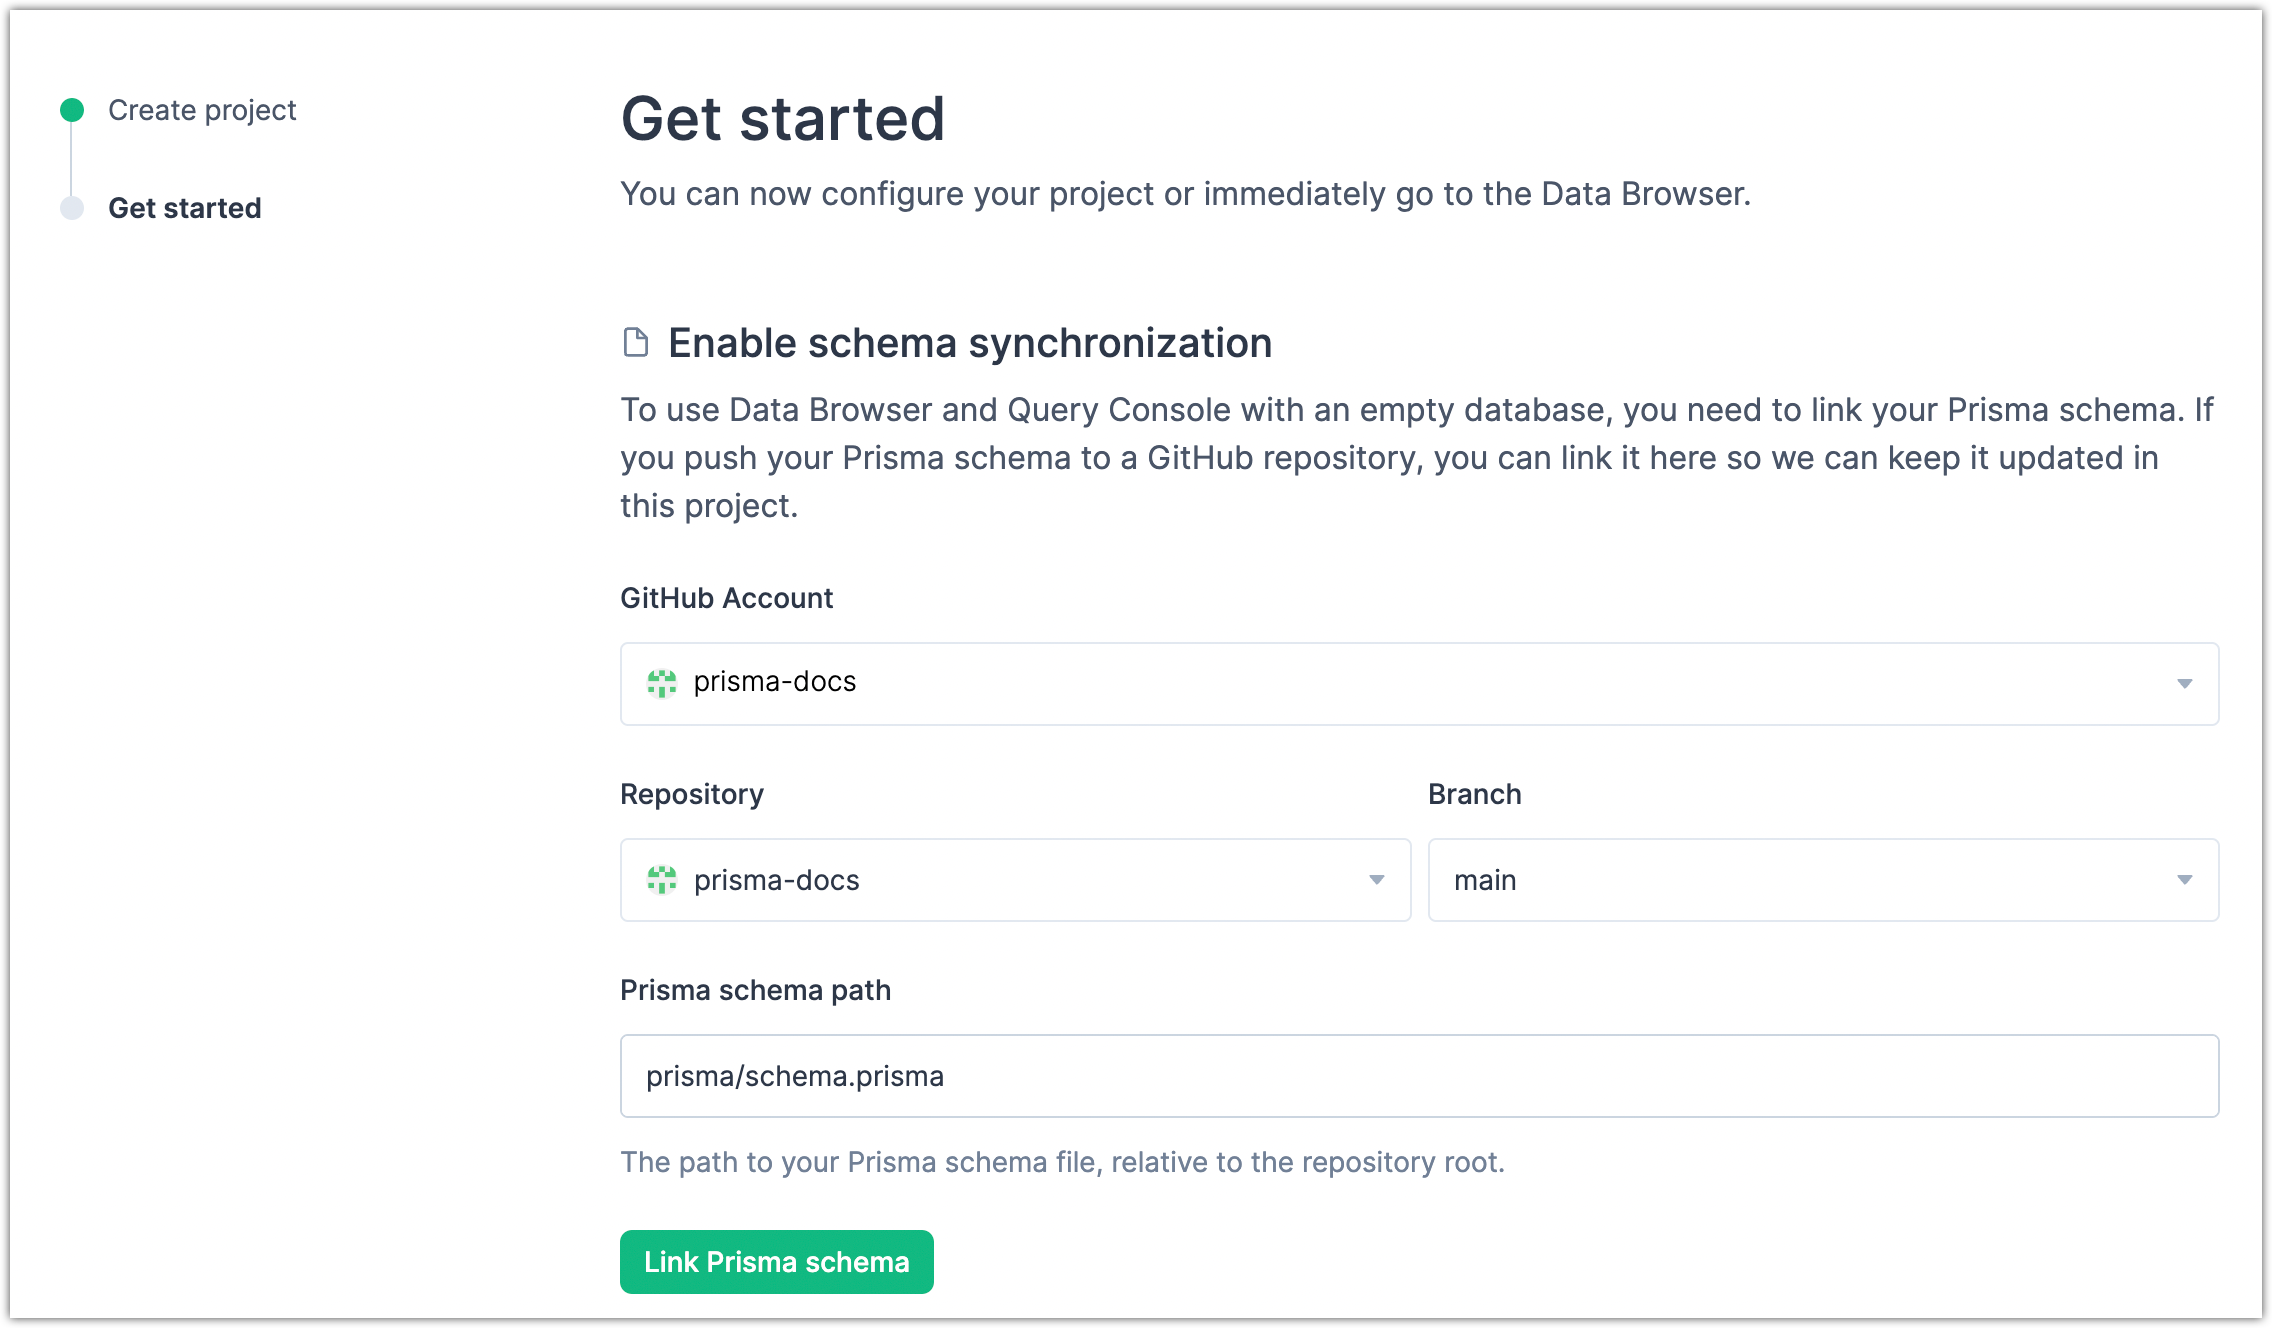 Create project
Get started
Get started
You can now configure your project or immediately go to the Data Browser.
Enable schema synchronization
To use Data Browser and Query Console with an empty database, you need to link your Prisma schema. If
you push your Prisma schema to a GitHub repository, you can link it here so we can keep it updated in
this project.
GitHub Account
prisma-docs
Repository
Branch
prisma-docs
main
Prisma schema path
prisma/schema.prisma
The path to your Prisma schema file, relative to the repository root.
Link Prisma schema